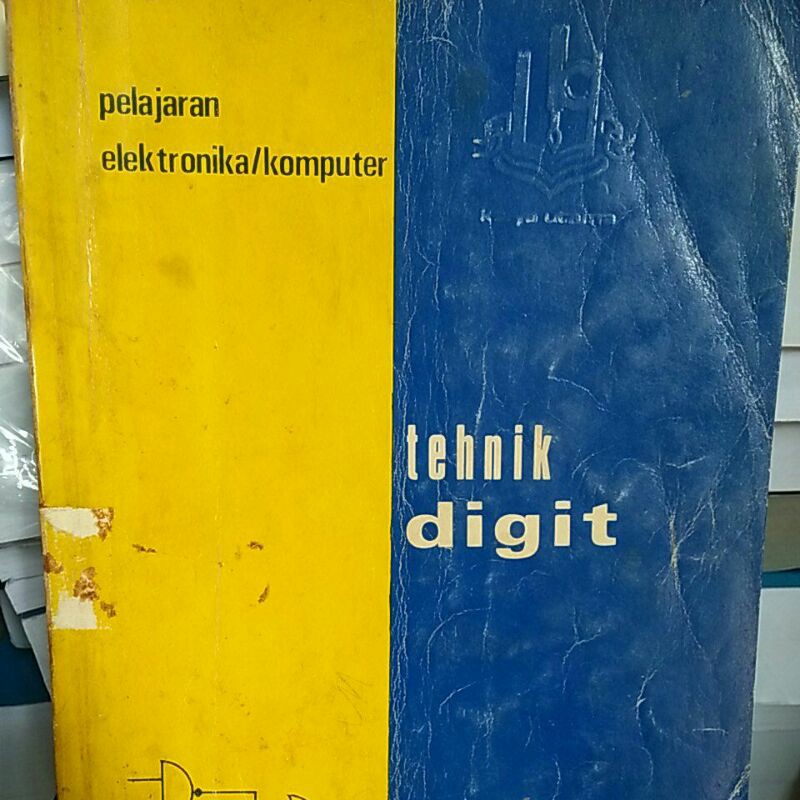 pelajaran
elektronika/komputer
tehnik
digit